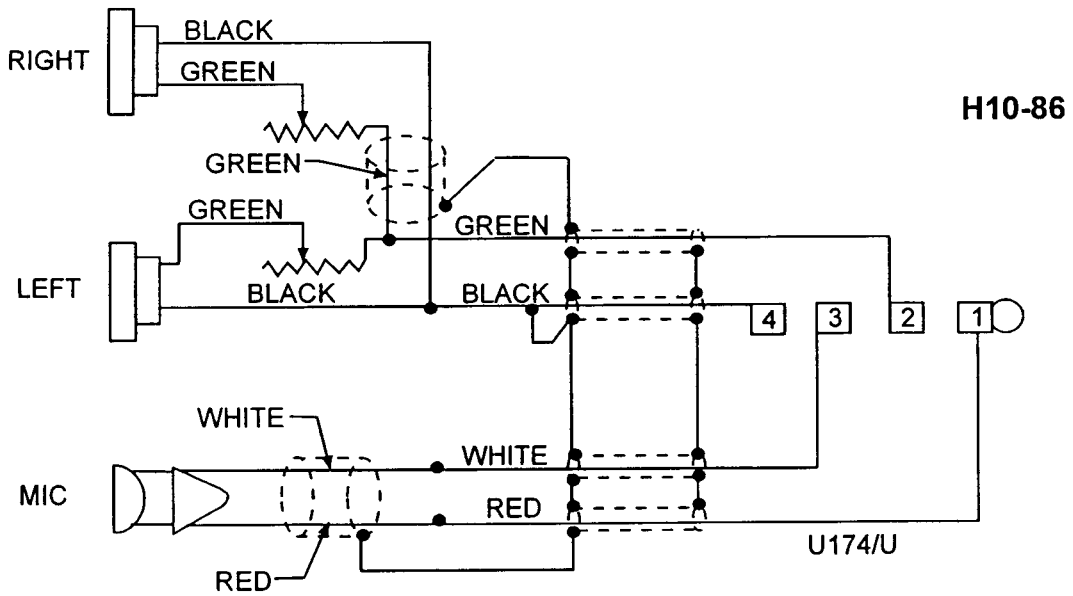 BLACK
RIGHT
GREEN
H10-86
GREEN
GREEN
GREEN
LEFT
BLACK
BLACK
4
3
2
1
WHITE
WHITE
MIC
RED
U174/U
RED